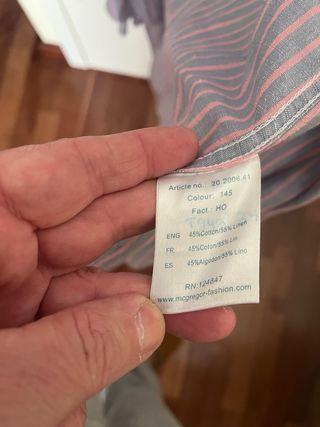 Article no.: 20.2006.41
Colour: 145
Fact.: HO
ENG 45%Cotton/55% Linen
FR 45%Coton/55% Lin
ES 45%Algodon/55% Lino
RN:124847
www.mcgregor-fashion.com